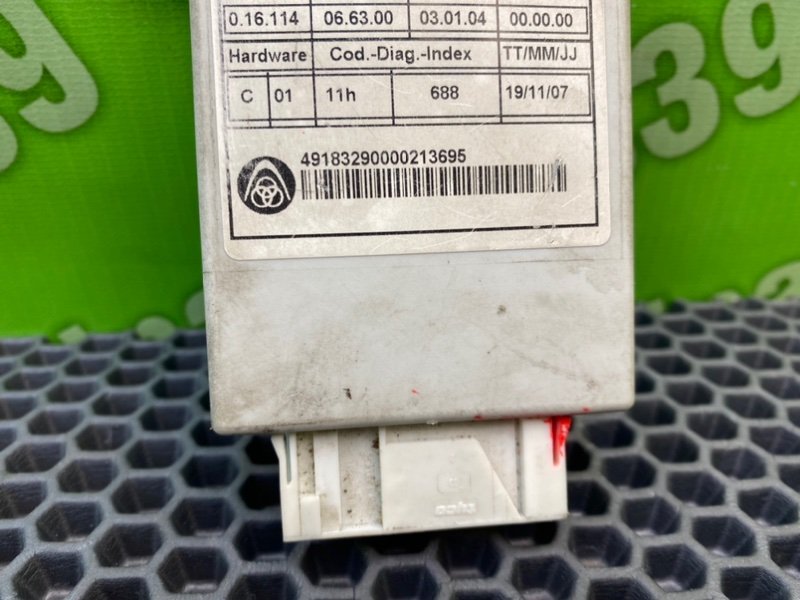 0.16.114 06.63.00 03.01.04 00.00.00
Hardware Cod.-Diag.-Index TT/MM/JJ
C 01 11h 688 19/11/07
49183290000213695
39